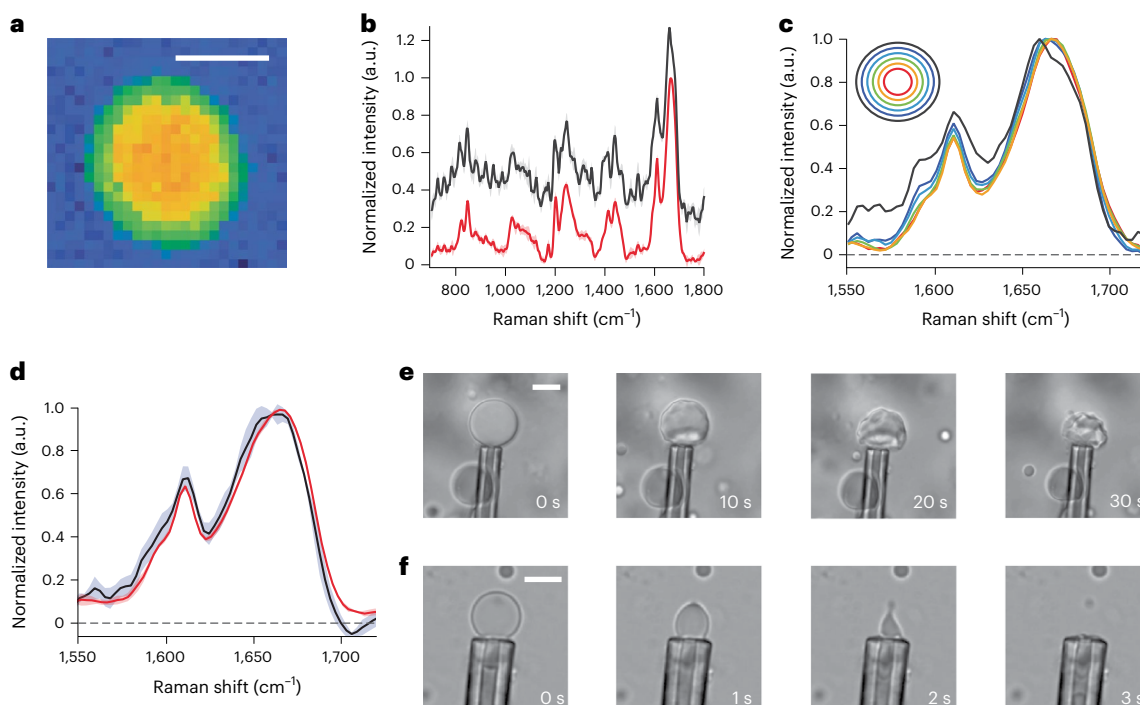 a
b
Normalized intensity (a.u.)
1.2
1.0
0.8
0.6
0.4
0.2
0
800
1,000
1,200
1,400
1,600
1,800
Raman shift (cm⁻¹)
c
Normalized intensity (a.u.)
1.0
0.8
0.6
0.4
0.2
0
1,550
1,600
1,650
1,700
Raman shift (cm⁻¹)
d
Normalized intensity (a.u.)
1.0
0.8
0.6
0.4
0.2
0
1,550
1,600
1,650
1,700
Raman shift (cm⁻¹)
e
0 s
10 s
20 s
30 s
f
0 s
1 s
2 s
3 s